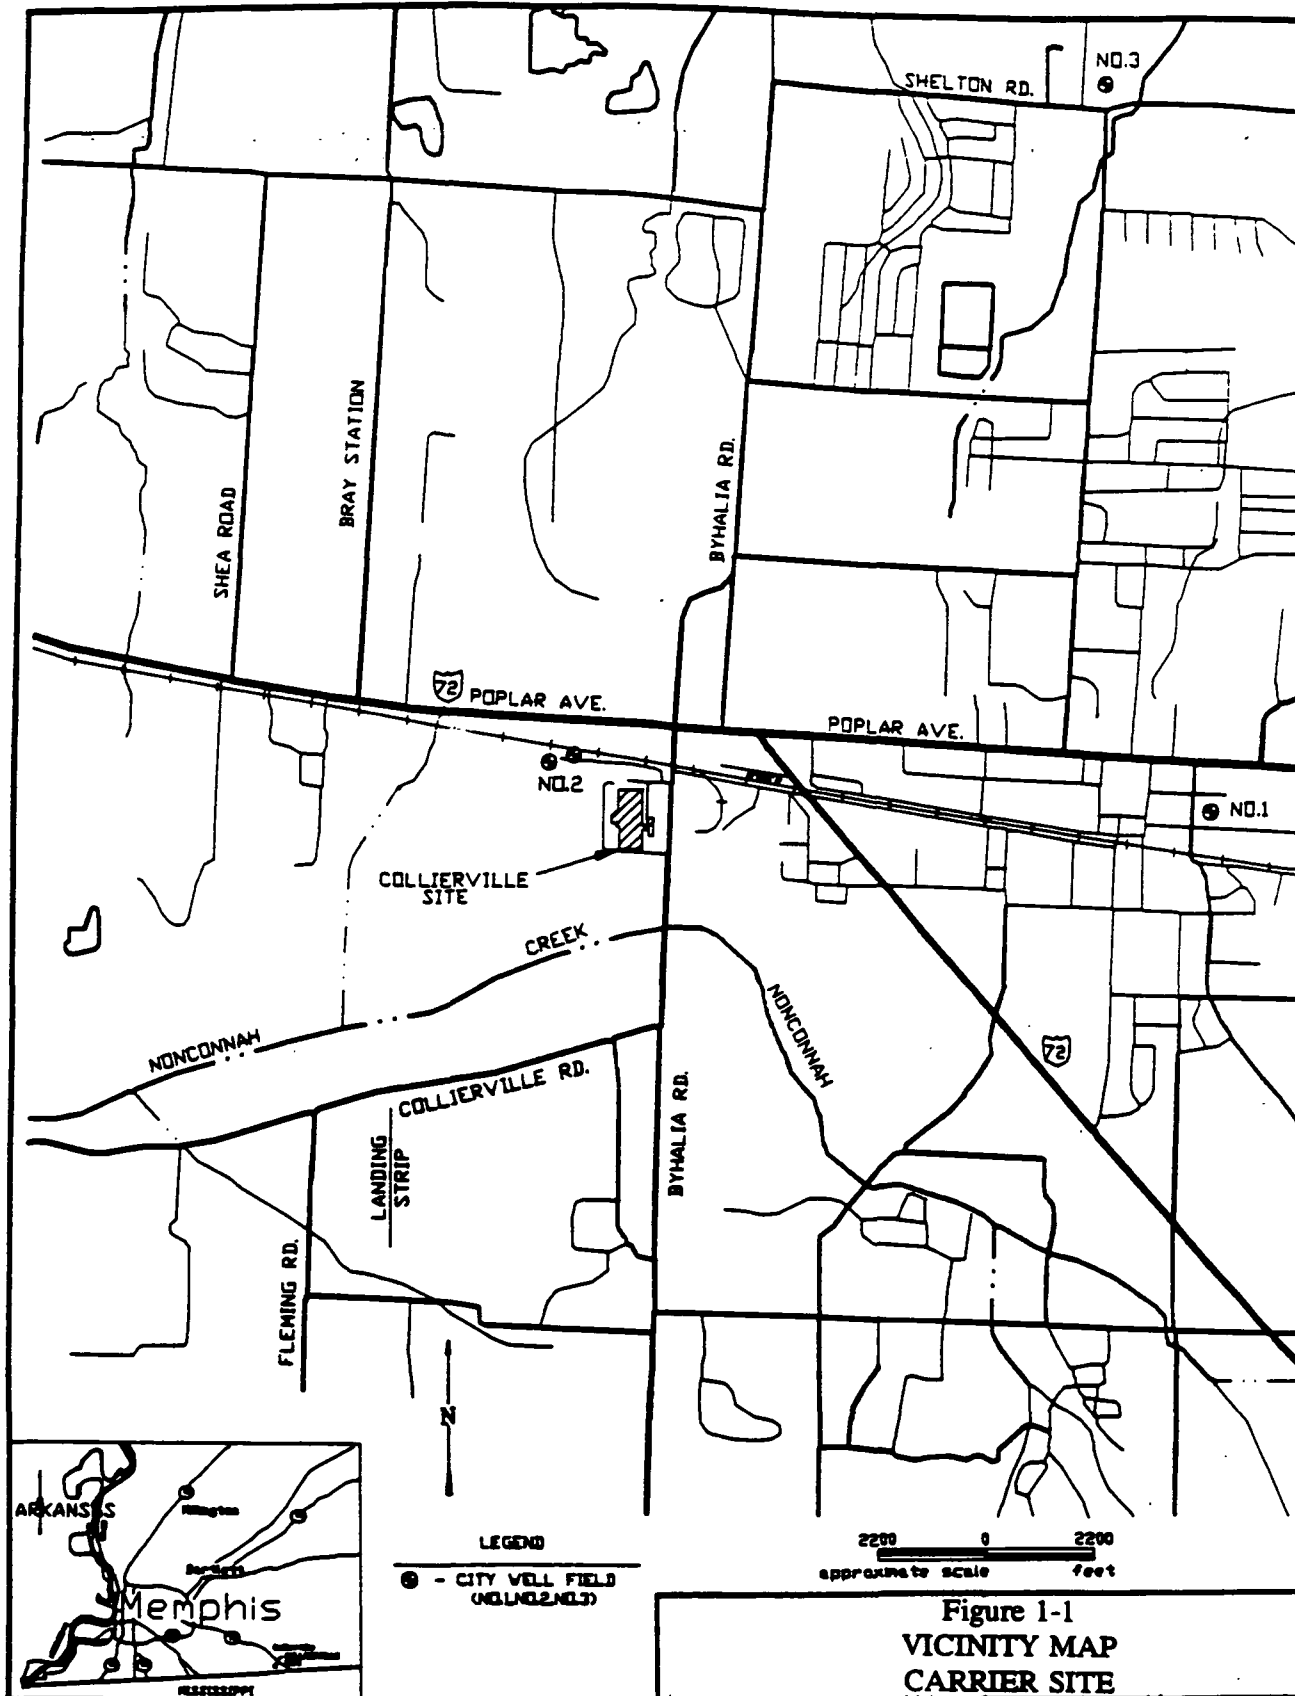 NO.3
SHELTON RD.
BRAY STATION
BYHALIA RD.
SHEA ROAD
72
POPLAR AVE.
POPLAR AVE.
NO.2
NO.1
COLLIERVILLE
SITE
CREEK
NONCONNAH
NONCONNAH
72
COLLIERVILLE RD.
BYHALIA RD.
LANDING
STRIP
FLEMING RD.
N
ARKANSAS
Millington
Bartlett
Memphis
MISSISSIPPI
LEGEND
- CITY WELL FIELD
(NO.1,NO.2,NO.3)
2200 0 2200
approximate scale feet
Figure 1-1
VICINITY MAP
CARRIER SITE